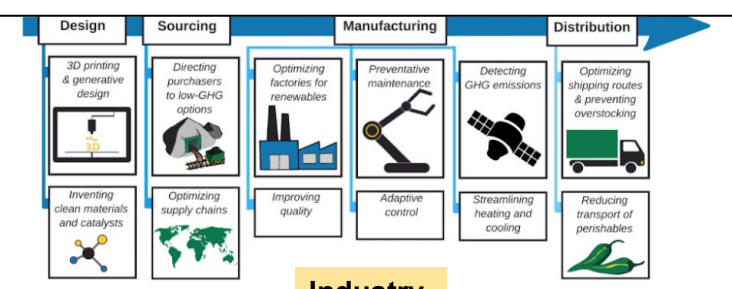 Design
Sourcing
Manufacturing
Distribution
3D printing
& generative
design
3D
Directing
purchasers
to low-GHG
options
Optimizing
factories for
renewables
Preventative
maintenance
Detecting
GHG emissions
Optimizing
shipping routes
& preventing
overstocking
Inventing
clean materials
and catalysts
Optimizing
supply chains
Improving
quality
Adaptive
control
Streamlining
heating and
cooling
Reducing
transport of
perishables
Industry